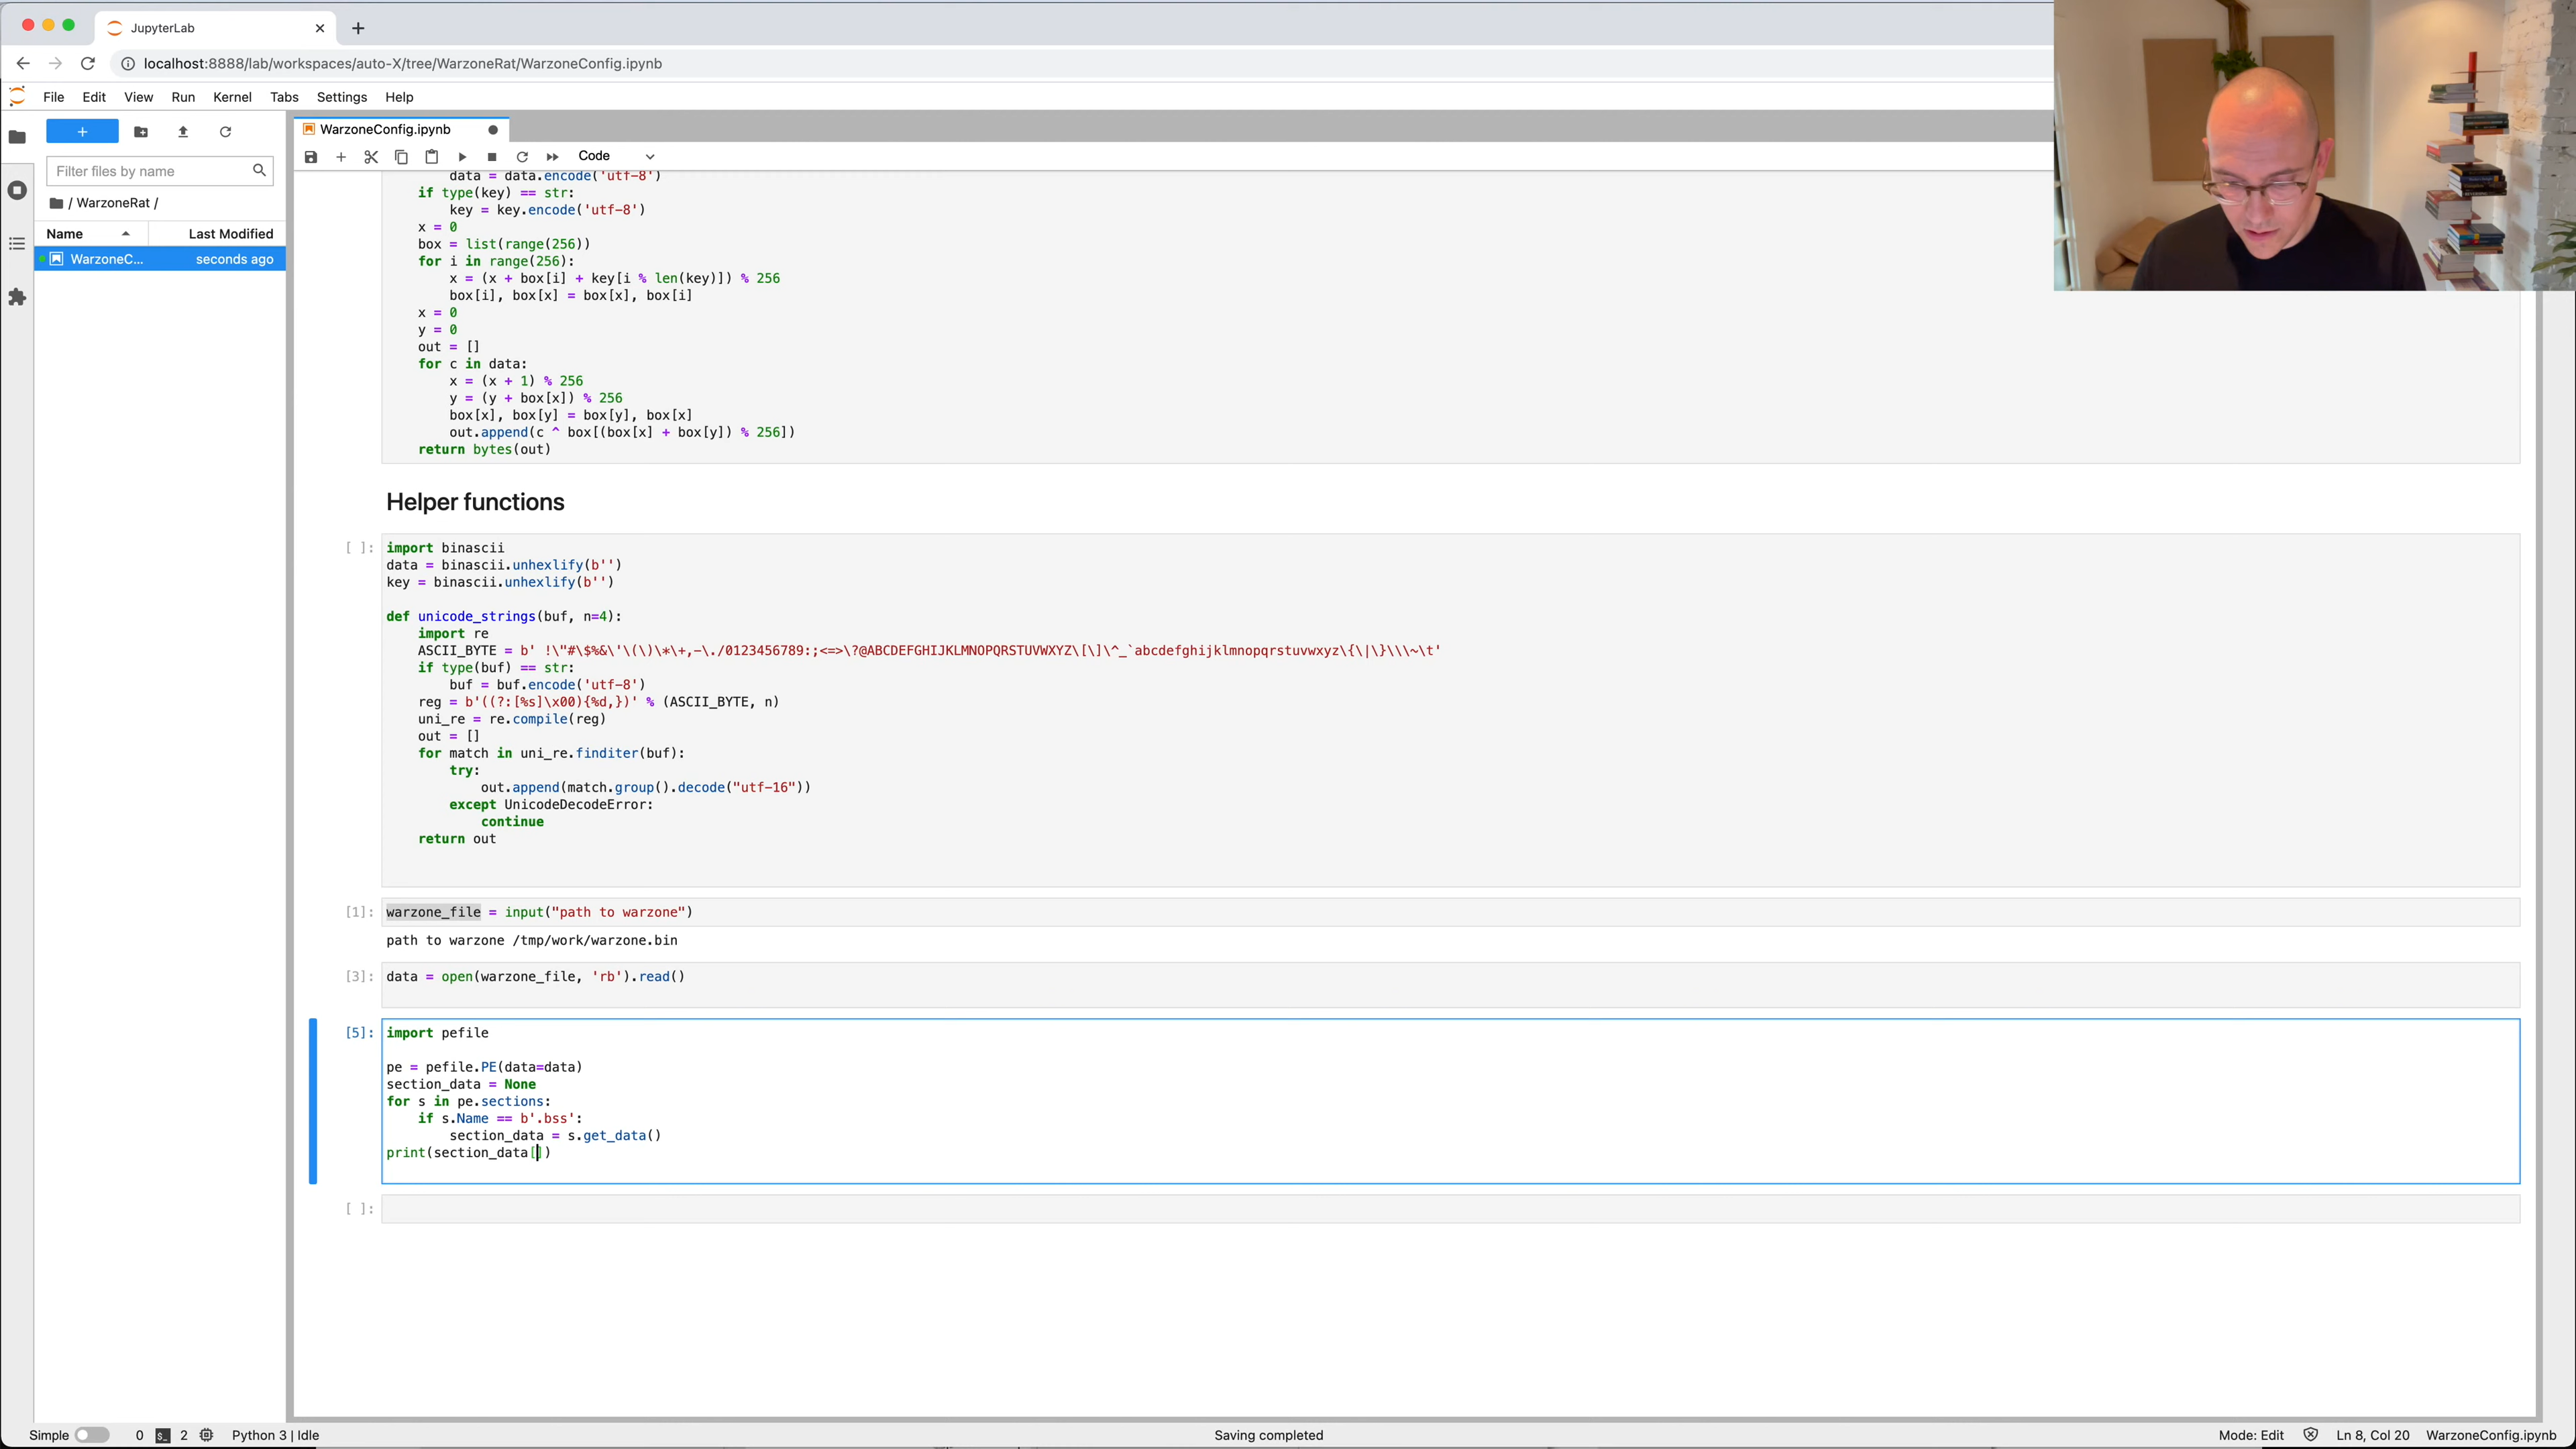 JupyterLab
localhost:8888/lab/workspaces/auto-X/tree/WarzoneRat/WarzoneConfig.ipynb
File Edit View Run Kernel Tabs Settings Help
WarzoneConfig.ipynb
Code
Filter files by name
/ WarzoneRat /
Name Last Modified
WarzoneC... seconds ago
        data = data.encode('utf-8')
    if type(key) == str:
        key = key.encode('utf-8')
    x = 0
    box = list(range(256))
    for i in range(256):
        x = (x + box[i] + key[i % len(key)]) % 256
        box[i], box[x] = box[x], box[i]
    x = 0
    y = 0
    out = []
    for c in data:
        x = (x + 1) % 256
        y = (y + box[x]) % 256
        box[x], box[y] = box[y], box[x]
        out.append(c ^ box[(box[x] + box[y]) % 256])
    return bytes(out)
Helper functions
[ ]: import binascii
data = binascii.unhexlify(b'')
key = binascii.unhexlify(b'')
def unicode_strings(buf, n=4):
    import re
    ASCII_BYTE = b' !\"#\$%&\'\(\)\*\+,-\./0123456789:;<=>\?@ABCDEFGHIJKLMNOPQRSTUVWXYZ\[\]\^_`abcdefghijklmnopqrstuvwxyz\{\|\}\\\~\t'
    if type(buf) == str:
        buf = buf.encode('utf-8')
    reg = b'((?:[%s]\x00){%d,})' % (ASCII_BYTE, n)
    uni_re = re.compile(reg)
    out = []
    for match in uni_re.finditer(buf):
        try:
            out.append(match.group().decode("utf-16"))
        except UnicodeDecodeError:
            continue
    return out
[1]: warzone_file = input("path to warzone")
path to warzone /tmp/work/warzone.bin
[3]: data = open(warzone_file, 'rb').read()
[5]: import pefile
pe = pefile.PE(data=data)
section_data = None
for s in pe.sections:
    if s.Name == b'.bss':
        section_data = s.get_data()
print(section_data[])
[ ]:
Simple 0 $_ 2 Python 3 | Idle Saving completed Mode: Edit Ln 8, Col 20 WarzoneConfig.ipynb